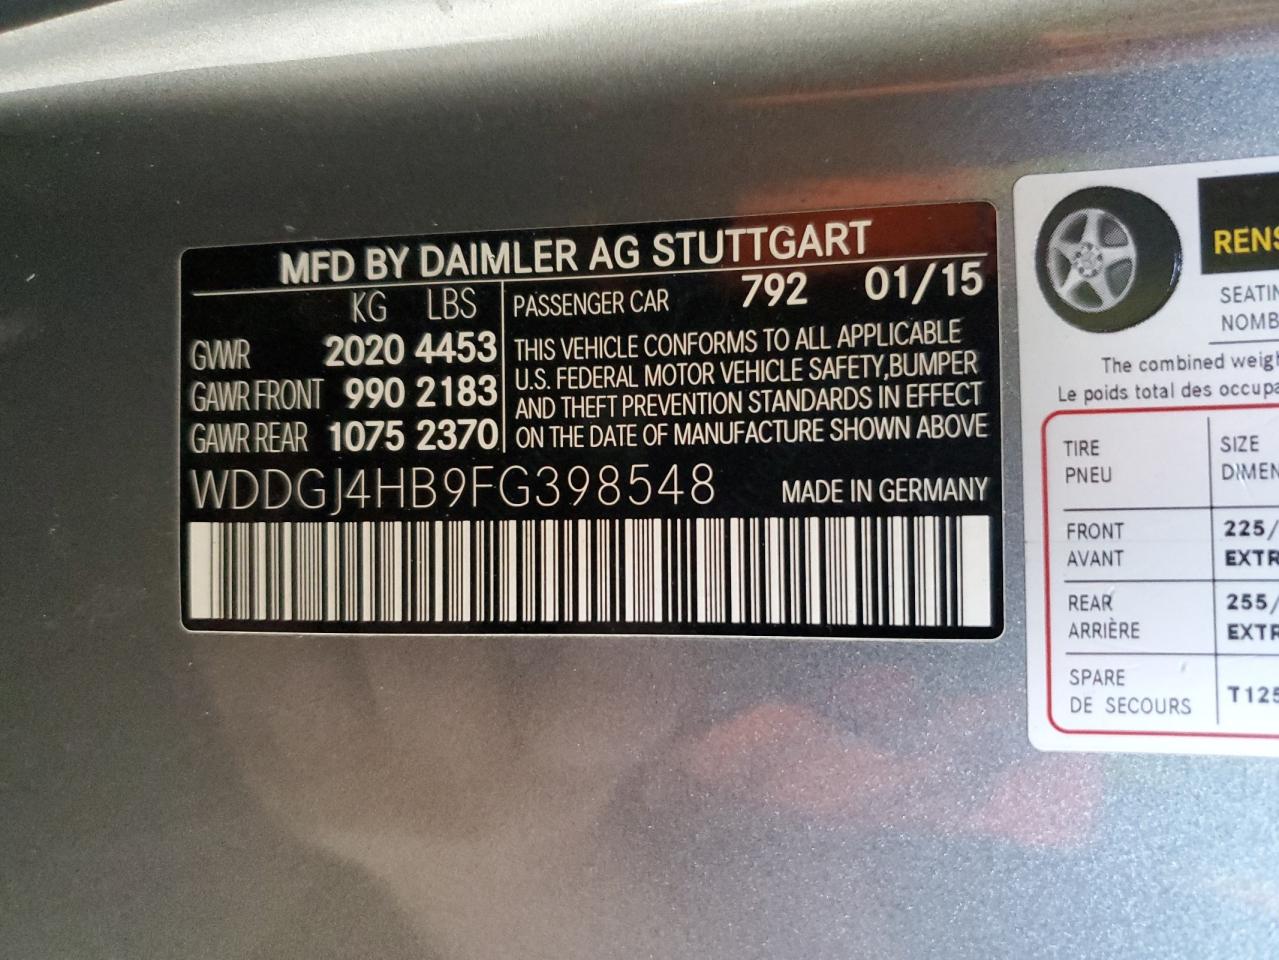 MFD BY DAIMLER AG STUTTGART
KG LBS
GVWR 2020 4453
GAWR FRONT 990 2183
GAWR REAR 1075 2370
PASSENGER CAR 792 01/15
THIS VEHICLE CONFORMS TO ALL APPLICABLE
U.S. FEDERAL MOTOR VEHICLE SAFETY,BUMPER
AND THEFT PREVENTION STANDARDS IN EFFECT
ON THE DATE OF MANUFACTURE SHOWN ABOVE
WDDGJ4HB9FG398548 MADE IN GERMANY
RENS
SEATIN
NOMB
The combined weigh
Le poids total des occupa
TIRE SIZE
PNEU DIMEN
FRONT 225/
AVANT EXTR
REAR 255/
ARRIÈRE EXTR
SPARE
DE SECOURS T125